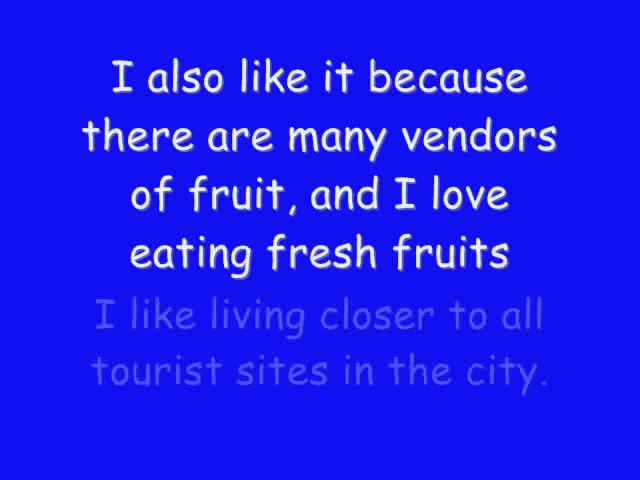 I also like it because
there are many vendors
of fruit, and I love
eating fresh fruits
I like living closer to all
tourist sites in the city.